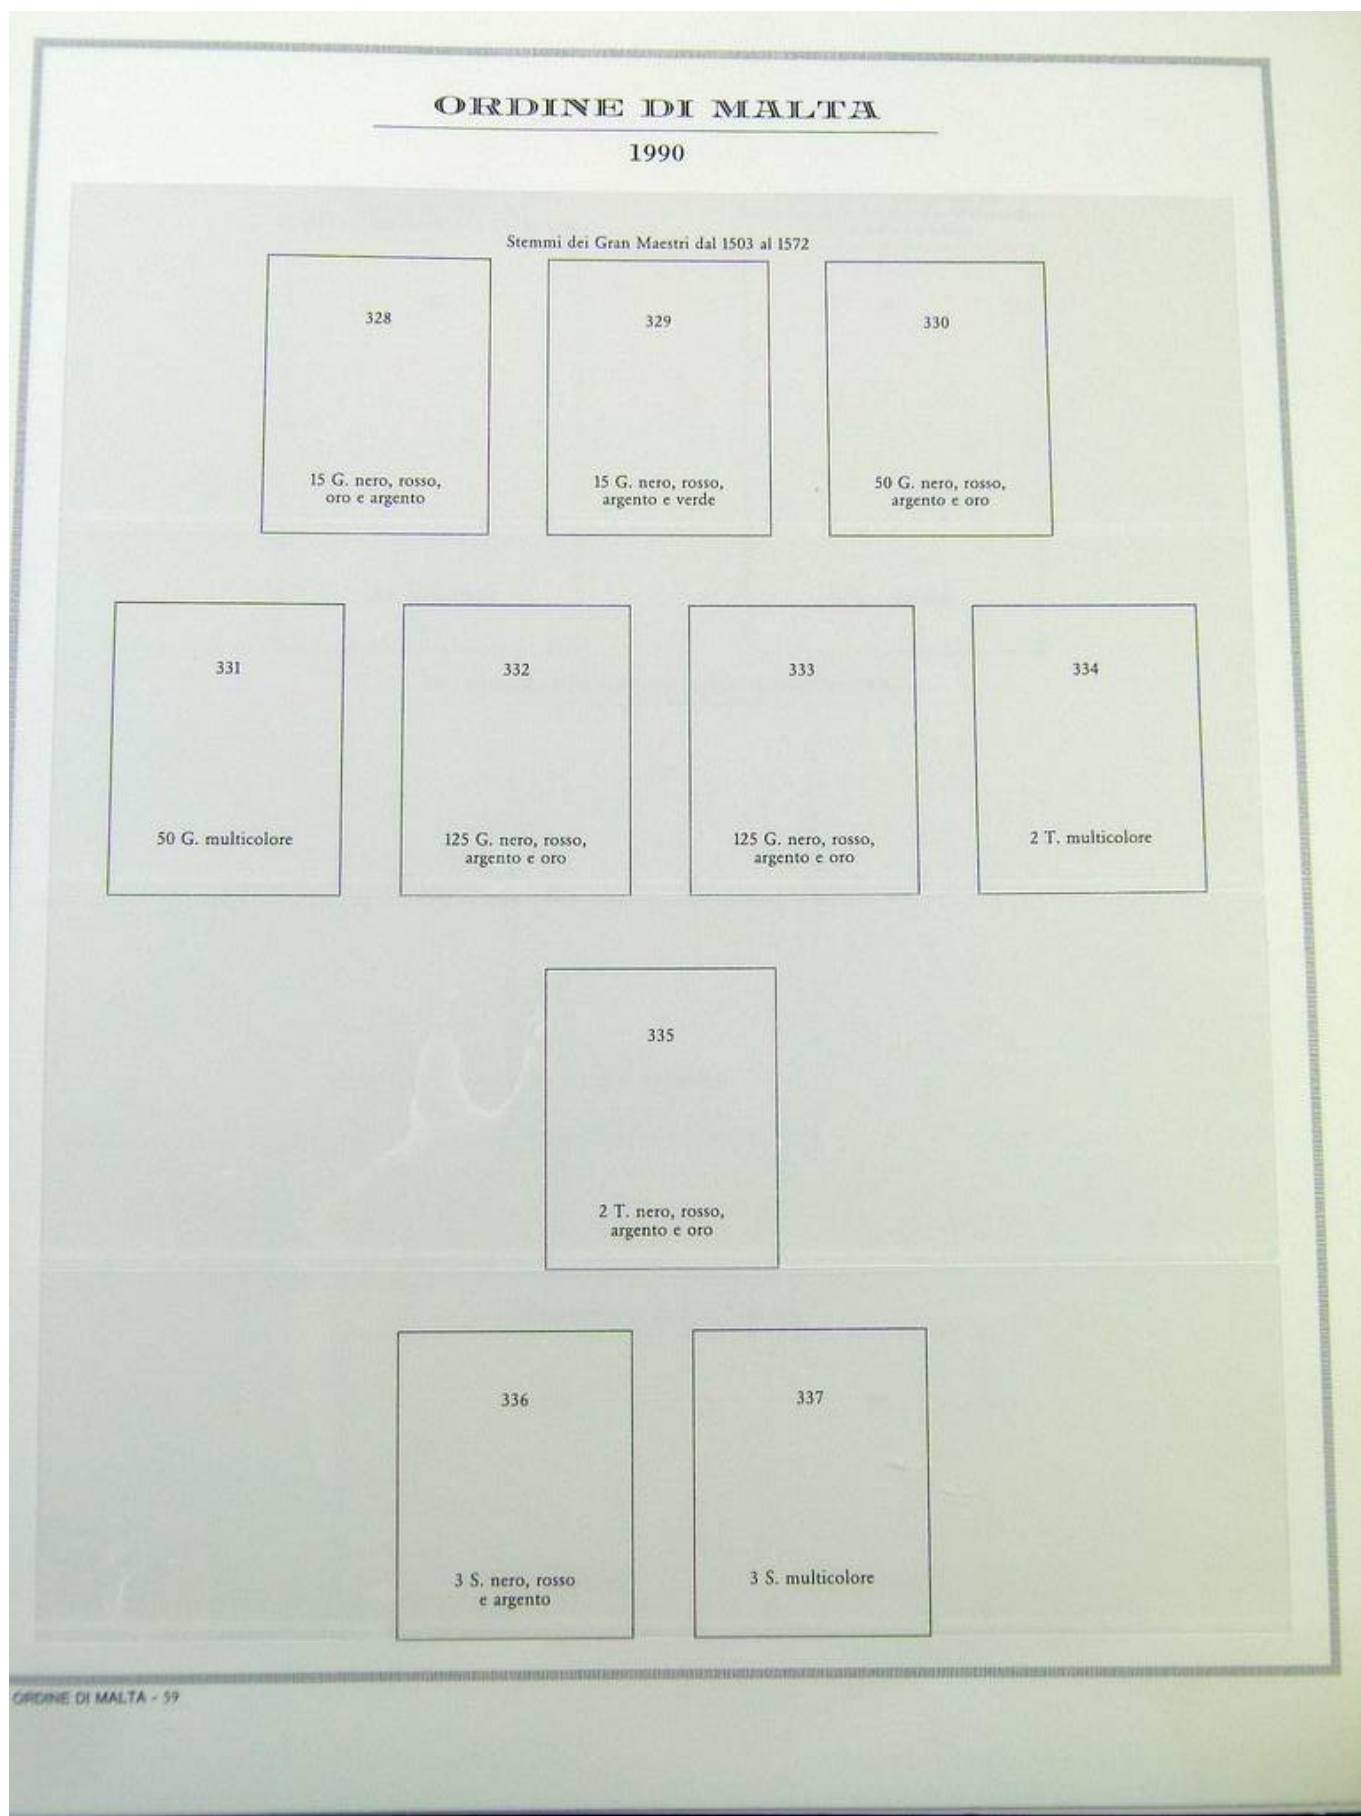 ORDINE DI MALTA
1990
Stemmi dei Gran Maestri dal 1503 al 1572
328
15 G. nero, rosso,
oro e argento
329
15 G. nero, rosso,
argento e verde
330
50 G. nero, rosso,
argento e oro
331
50 G. multicolore
332
125 G. nero, rosso,
argento e oro
333
125 G. nero, rosso,
argento e oro
334
2 T. multicolore
335
2 T. nero, rosso,
argento e oro
336
3 S. nero, rosso
e argento
337
3 S. multicolore
ORDINE DI MALTA - 59